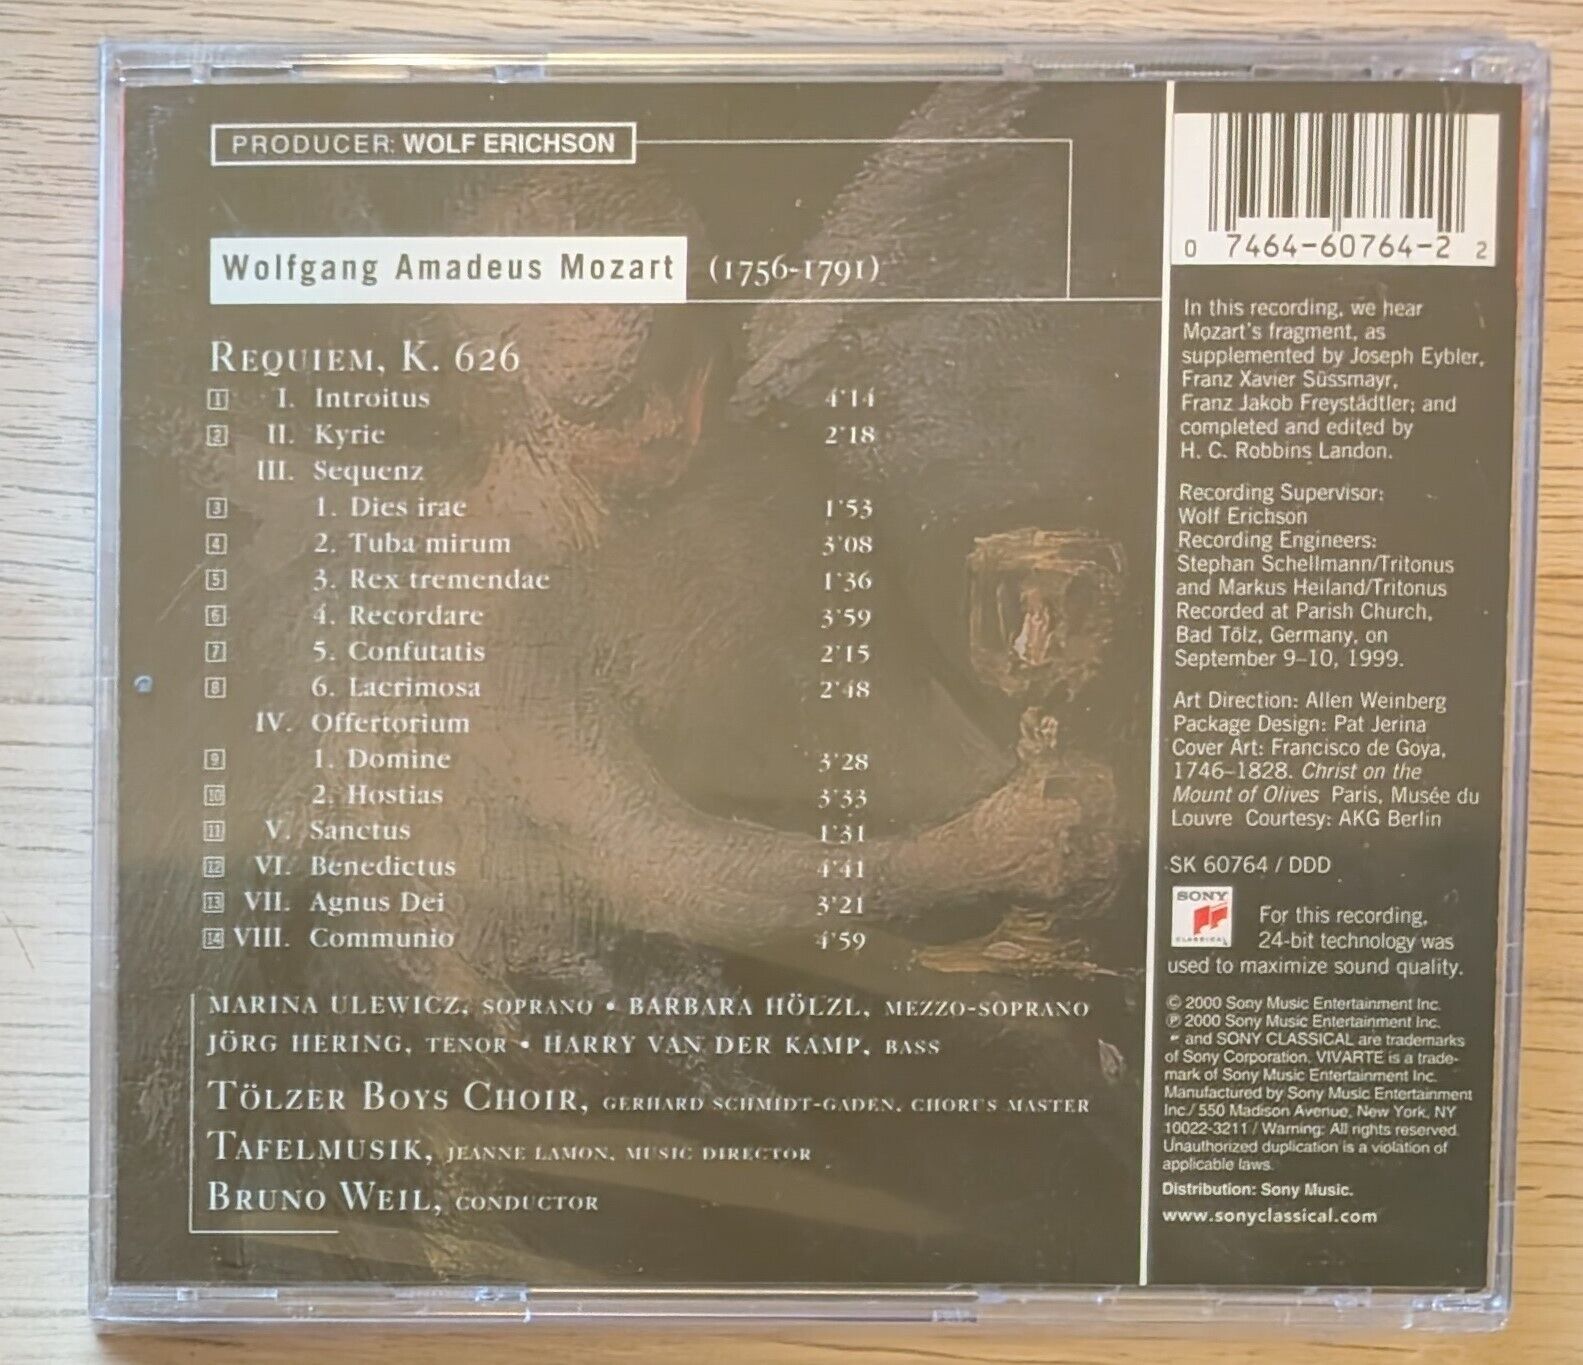 PRODUCER: WOLF ERICHSON
Wolfgang Amadeus Mozart (1756-1791)
REQUIEM, K. 626
1 I. Introitus 4'14
2 II. Kyrie 2'18
III. Sequenz
3 1. Dies irae 1'53
4 2. Tuba mirum 3'08
5 3. Rex tremendae 1'36
6 4. Recordare 3'59
7 5. Confutatis 2'15
8 6. Lacrimosa 2'48
IV. Offertorium
9 1. Domine 3'28
10 2. Hostias 3'33
11 V. Sanctus 1'31
12 VI. Benedictus 4'41
13 VII. Agnus Dei 3'21
14 VIII. Communio 4'59
MARINA ULEWICZ, SOPRANO • BARBARA HÖLZL, MEZZO-SOPRANO
JÖRG HERING, TENOR • HARRY VAN DER KAMP, BASS
TÖLZER BOYS CHOIR, GERHARD SCHMIDT-GADEN, CHORUS MASTER
TAFELMUSIK, JEANNE LAMON, MUSIC DIRECTOR
BRUNO WEIL, CONDUCTOR
0 7464-60764-2 2
In this recording, we hear
Mozart's fragment, as
supplemented by Joseph Eybler,
Franz Xavier Süssmayr,
Franz Jakob Freystädtler; and
completed and edited by
H. C. Robbins Landon.
Recording Supervisor:
Wolf Erichson
Recording Engineers:
Stephan Schellmann/Tritonus
and Markus Heiland/Tritonus
Recorded at Parish Church,
Bad Tölz, Germany, on
September 9–10, 1999.
Art Direction: Allen Weinberg
Package Design: Pat Jerina
Cover Art: Francisco de Goya,
1746–1828. Christ on the
Mount of Olives Paris, Musée du
Louvre Courtesy: AKG Berlin
SK 60764 / DDD
SONY
CLASSICAL
For this recording,
24-bit technology was
used to maximize sound quality.
© 2000 Sony Music Entertainment Inc.
℗ 2000 Sony Music Entertainment Inc.
and SONY CLASSICAL are trademarks
of Sony Corporation. VIVARTE is a trade-
mark of Sony Music Entertainment Inc.
Manufactured by Sony Music Entertainment
Inc./ 550 Madison Avenue, New York, NY
10022-3211 / Warning: All rights reserved.
Unauthorized duplication is a violation of
applicable laws.
Distribution: Sony Music.
www.sonyclassical.com